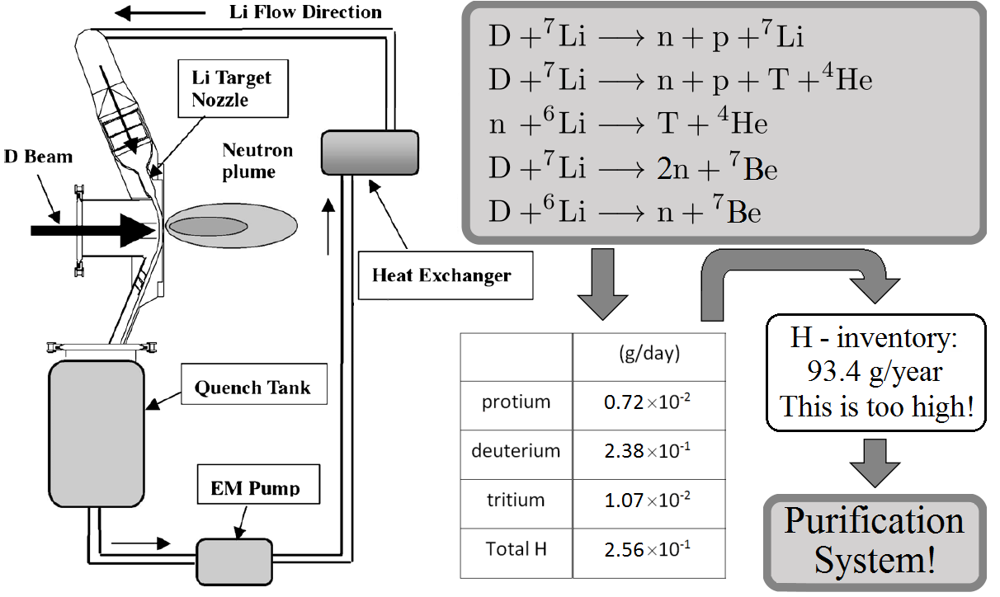 Li Flow Direction
Li Target
Nozzle
D Beam
Neutron
plume
Heat Exchanger
Quench Tank
EM Pump
D + ⁷Li ⟶ n + p + ⁷Li
D + ⁷Li ⟶ n + p + T + ⁴He
n + ⁶Li ⟶ T + ⁴He
D + ⁷Li ⟶ 2n + ⁷Be
D + ⁶Li ⟶ n + ⁷Be
(g/day)
protium 0.72×10⁻²
deuterium 2.38×10⁻¹
tritium 1.07×10⁻²
Total H 2.56×10⁻¹
H - inventory:
93.4 g/year
This is too high!
Purification
System!